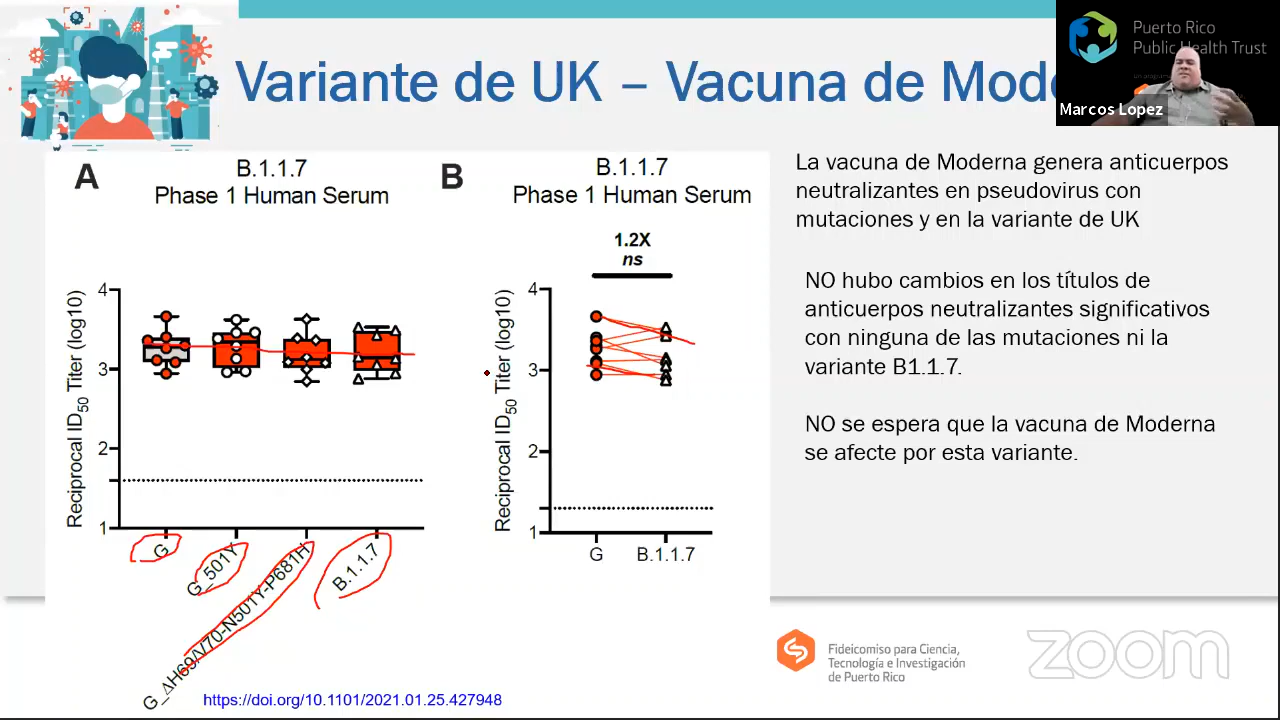 Variante de UK – Vacuna de Mode
Puerto Rico
Public Health Trust
Marcos Lopez
A
B.1.1.7
Phase 1 Human Serum
Reciprocal ID50 Titer (log10)
4
3
2
1
G
G_501Y
G_ΔH69/V70-N501Y-P681H
B.1.1.7
B
B.1.1.7
Phase 1 Human Serum
1.2X
ns
Reciprocal ID50 Titer (log10)
4
3
2
1
G
B.1.1.7
https://doi.org/10.1101/2021.01.25.427948
La vacuna de Moderna genera anticuerpos
neutralizantes en pseudovirus con
mutaciones y en la variante de UK
NO hubo cambios en los títulos de
anticuerpos neutralizantes significativos
con ninguna de las mutaciones ni la
variante B1.1.7.
NO se espera que la vacuna de Moderna
se afecte por esta variante.
Fideicomiso para Ciencia,
Tecnología e Investigación
de Puerto Rico
zoom